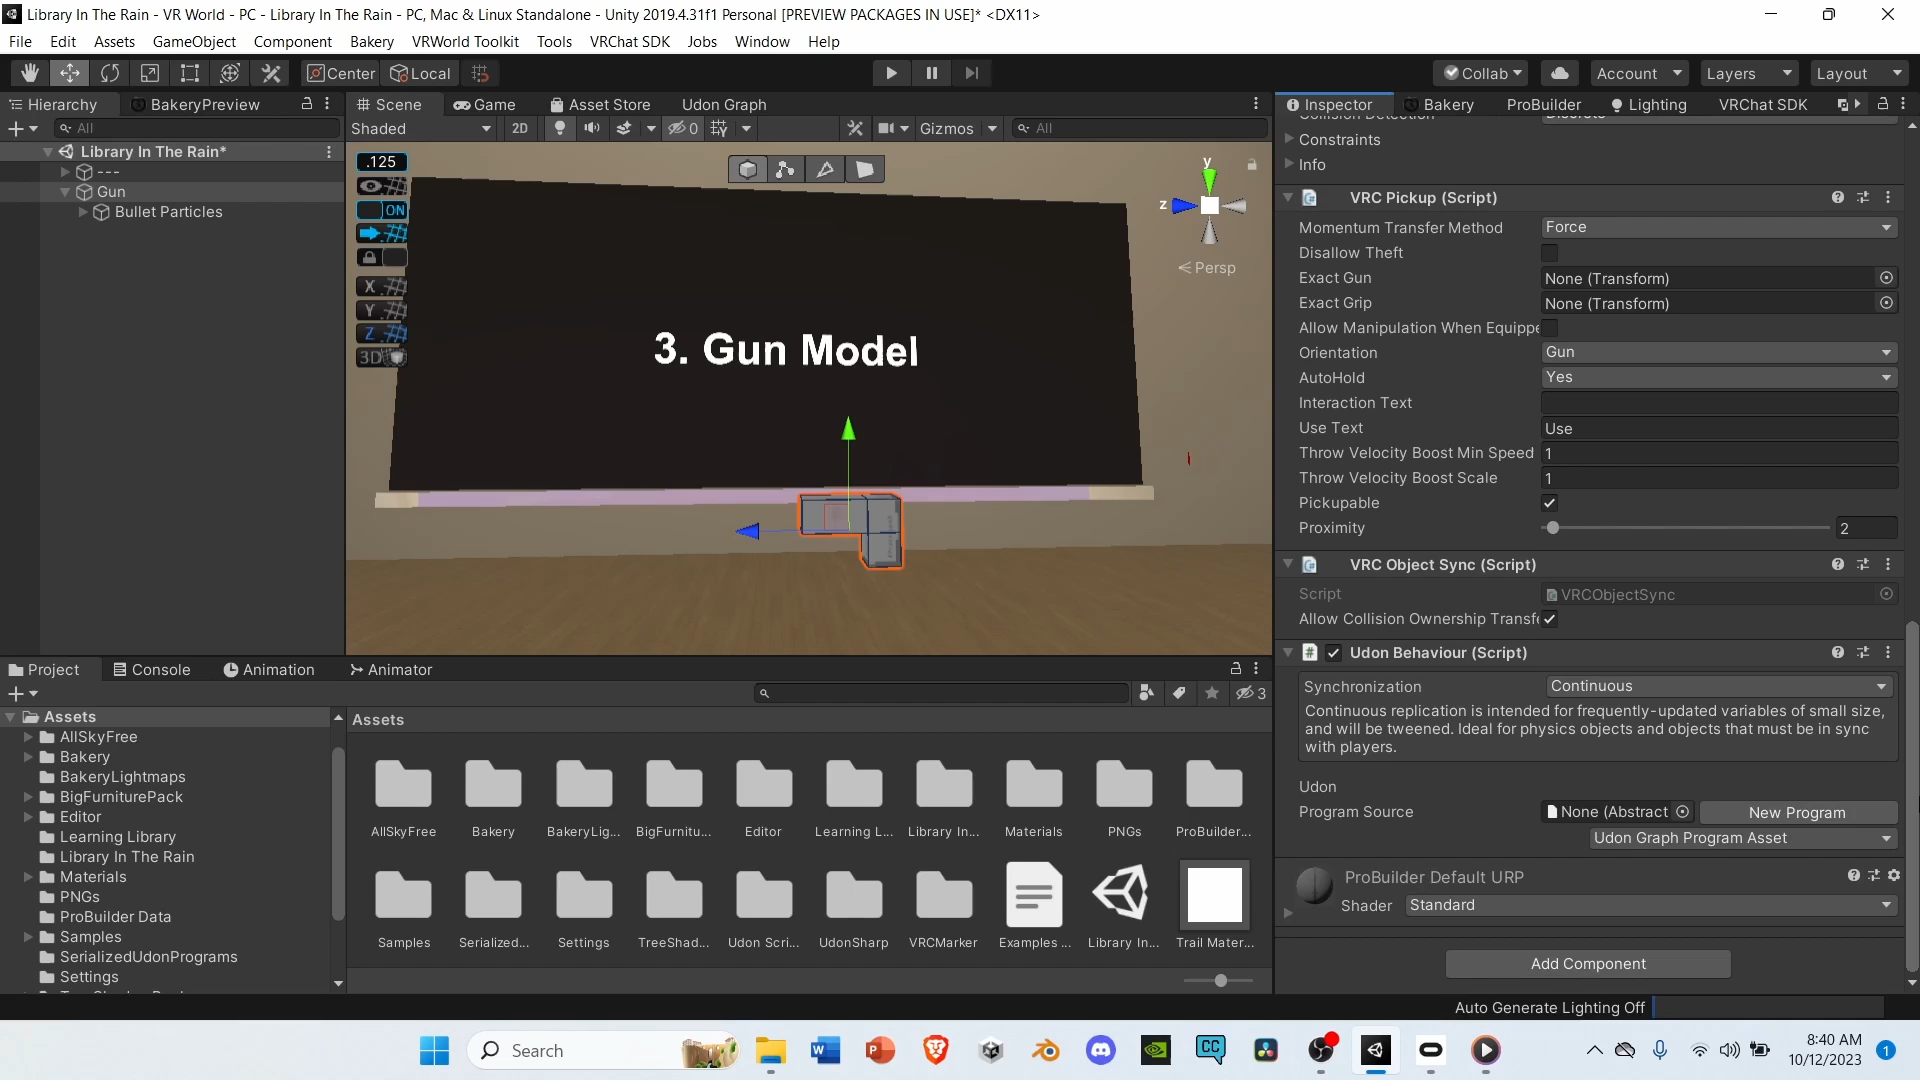 Library In The Rain - VR World - PC - Library In The Rain - PC, Mac & Linux Standalone - Unity 2019.4.31f1 Personal [PREVIEW PACKAGES IN USE]* <DX11>
File Edit Assets GameObject Component Bakery VRWorld Toolkit Tools VRChat SDK Jobs Window Help
Center Local Collab Account Layers Layout
Hierarchy BakeryPreview
All
Library In The Rain*
---
Gun
Bullet Particles
Scene Game Asset Store Udon Graph
Shaded 2D 0 Gizmos All
.125
ON
X
Y
Z
3D
y
z
Persp
3. Gun Model
Inspector Bakery ProBuilder Lighting VRChat SDK
Constraints
Info
VRC Pickup (Script)
Momentum Transfer Method Force
Disallow Theft
Exact Gun None (Transform)
Exact Grip None (Transform)
Allow Manipulation When Equippe
Orientation Gun
AutoHold Yes
Interaction Text
Use Text Use
Throw Velocity Boost Min Speed 1
Throw Velocity Boost Scale 1
Pickupable
Proximity 2
VRC Object Sync (Script)
Script VRCObjectSync
Allow Collision Ownership Transfe
Udon Behaviour (Script)
Synchronization Continuous
Continuous replication is intended for frequently-updated variables of small size,
and will be tweened. Ideal for physics objects and objects that must be in sync
with players.
Udon
Program Source None (Abstract New Program
Udon Graph Program Asset
ProBuilder Default URP
Shader Standard
Add Component
Auto Generate Lighting Off
Project Console Animation Animator
3
Assets
AllSkyFree
Bakery
BakeryLightmaps
BigFurniturePack
Editor
Learning Library
Library In The Rain
Materials
PNGs
ProBuilder Data
Samples
SerializedUdonPrograms
Settings
Assets
AllSkyFree Bakery BakeryLig... BigFurnitu... Editor Learning L... Library In... Materials PNGs ProBuilder...
Samples Serialized... Settings TreeShad... Udon Scri... UdonSharp VRCMarker Examples ... Library In... Trail Mater...
Search
CC
8:40 AM
10/12/2023
1